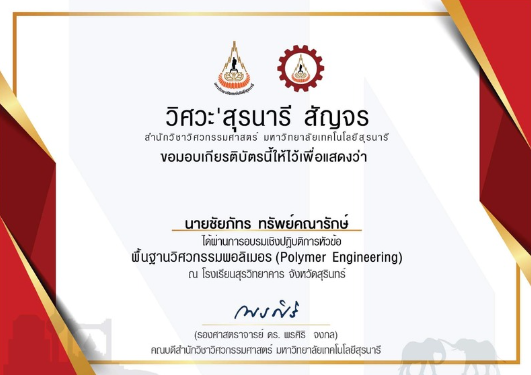 วิศวะ'สุรนารี สัญจร
สำนักวิชาวิศวกรรมศาสตร์ มหาวิทยาลัยเทคโนโลยีสุรนารี
ขอมอบเกียรติบัตรนี้ให้ไว้เพื่อแสดงว่า
นายชัยภัทร ทรัพย์คณารักษ์
ได้ผ่านการอบรมเชิงปฏิบัติการหัวข้อ
พื้นฐานวิศวกรรมพอลิเมอร (Polymer Engineering)
ณ โรงเรียนสุรวิทยาคาร จังหวัดสุรินทร์
(รองศาสตราจารย์ ดร. พรศิริ จงกล)
คณบดีสำนักวิชาวิศวกรรมศาสตร์ มหาวิทยาลัยเทคโนโลยีสุรนารี